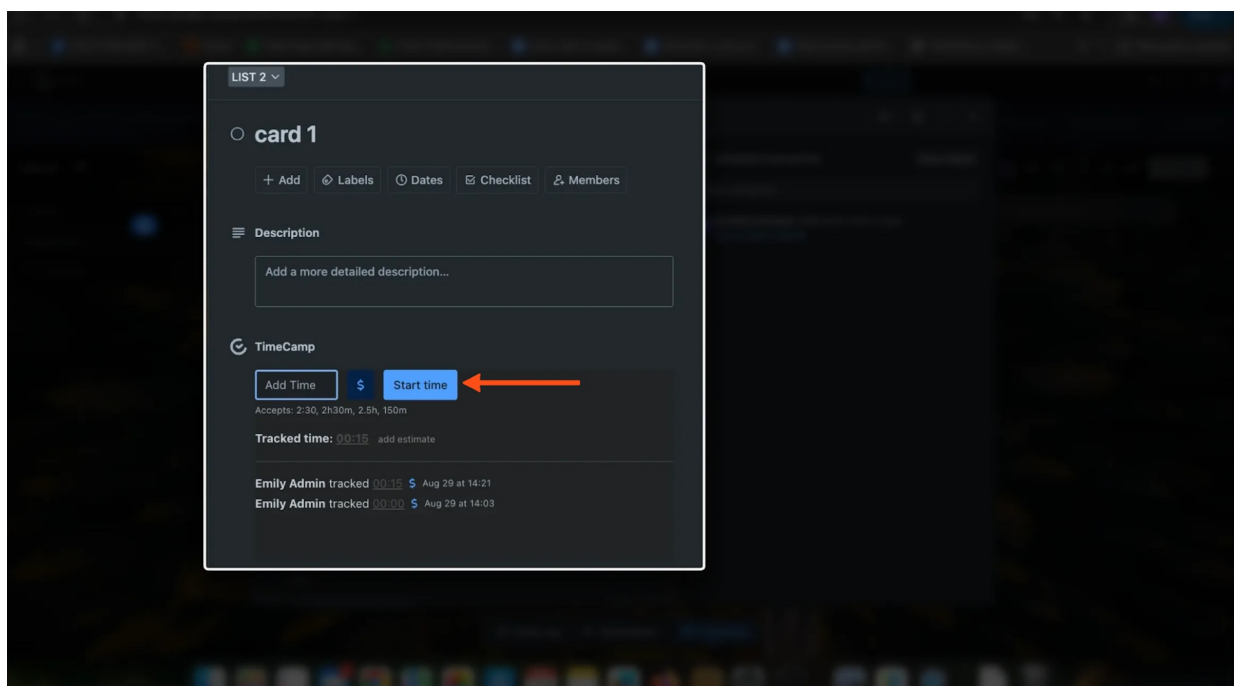 LIST 2
card 1
+ Add Labels Dates Checklist Members
Description
Add a more detailed description...
TimeCamp
Add Time $ Start time
Accepts: 2:30, 2h30m, 2.5h, 150m
Tracked time: 00:15 add estimate
Emily Admin tracked 00:15 $ Aug 29 at 14:21
Emily Admin tracked 00:00 $ Aug 29 at 14:03